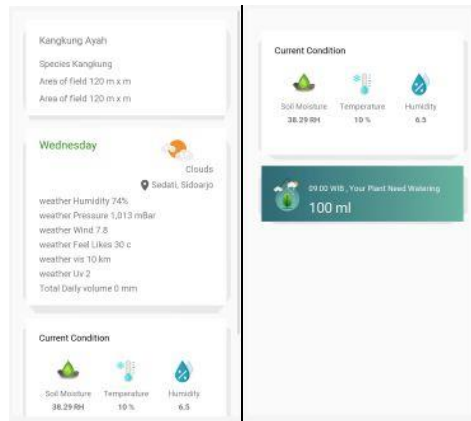 Kangkung Ayah
Species Kangkung
Area of field 120 m x m
Area of field 120 m x m
Wednesday
Clouds
Sedati, Sidoarjo
weather Humidity 74%
weather Pressure 1,013 mBar
weather Wind 7.8
weather Feel Likes 30 c
weather vis 10 km
weather Uv 2
Total Daily volume 0 mm
Current Condition
Soil Moisture Temperature Humidity
38.29 RH 10 % 6.5
Current Condition
Soil Moisture Temperature Humidity
38.29 RH 10 % 6.5
09:00 WIB , Your Plant Need Watering
100 ml